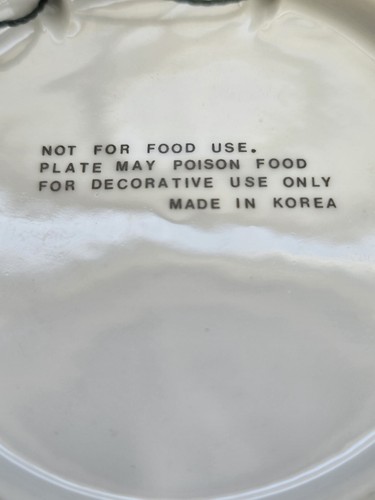 NOT FOR FOOD USE.
PLATE MAY POISON FOOD
FOR DECORATIVE USE ONLY
MADE IN KOREA